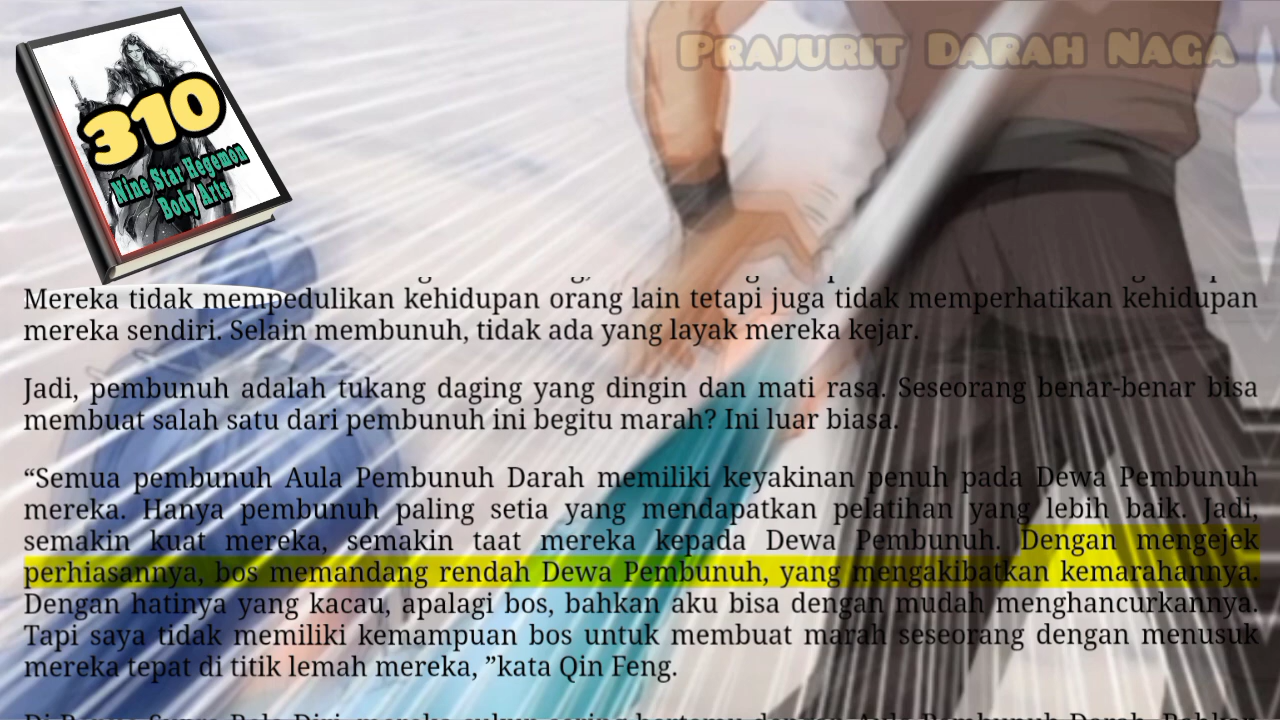 310
Nine Star Hegemon
Body Arts
Prajurit Darah Naga
Mereka tidak mempedulikan kehidupan orang lain tetapi juga tidak memperhatikan kehidupan
mereka sendiri. Selain membunuh, tidak ada yang layak mereka kejar.
Jadi, pembunuh adalah tukang daging yang dingin dan mati rasa. Seseorang benar-benar bisa
membuat salah satu dari pembunuh ini begitu marah? Ini luar biasa.
“Semua pembunuh Aula Pembunuh Darah memiliki keyakinan penuh pada Dewa Pembunuh
mereka. Hanya pembunuh paling setia yang mendapatkan pelatihan yang lebih baik. Jadi,
semakin kuat mereka, semakin taat mereka kepada Dewa Pembunuh. Dengan mengejek
perhiasannya, bos memandang rendah Dewa Pembunuh, yang mengakibatkan kemarahannya.
Dengan hatinya yang kacau, apalagi bos, bahkan aku bisa dengan mudah menghancurkannya.
Tapi saya tidak memiliki kemampuan bos untuk membuat marah seseorang dengan menusuk
mereka tepat di titik lemah mereka, ”kata Qin Feng.